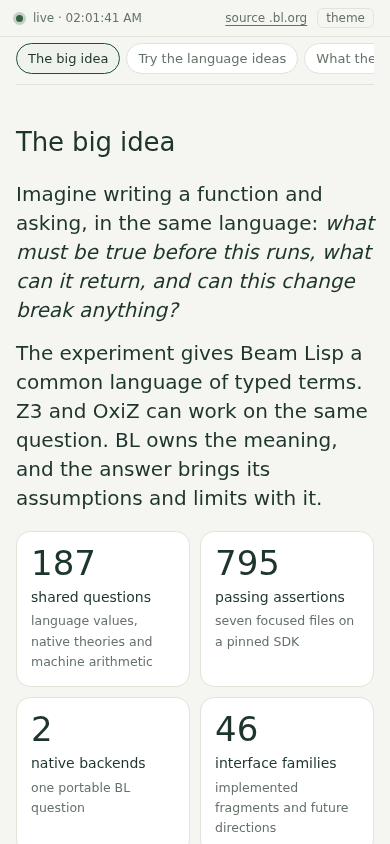 live · 02:01:41 AM
source .bl.org
theme
The big idea
Try the language ideas
What the
The big idea
Imagine writing a function and
asking, in the same language: what
must be true before this runs, what
can it return, and can this change
break anything?
The experiment gives Beam Lisp a
common language of typed terms.
Z3 and OxiZ can work on the same
question. BL owns the meaning,
and the answer brings its
assumptions and limits with it.
187
shared questions
language values,
native theories and
machine arithmetic
795
passing assertions
seven focused files on
a pinned SDK
2
native backends
one portable BL
question
46
interface families
implemented
fragments and future
directions